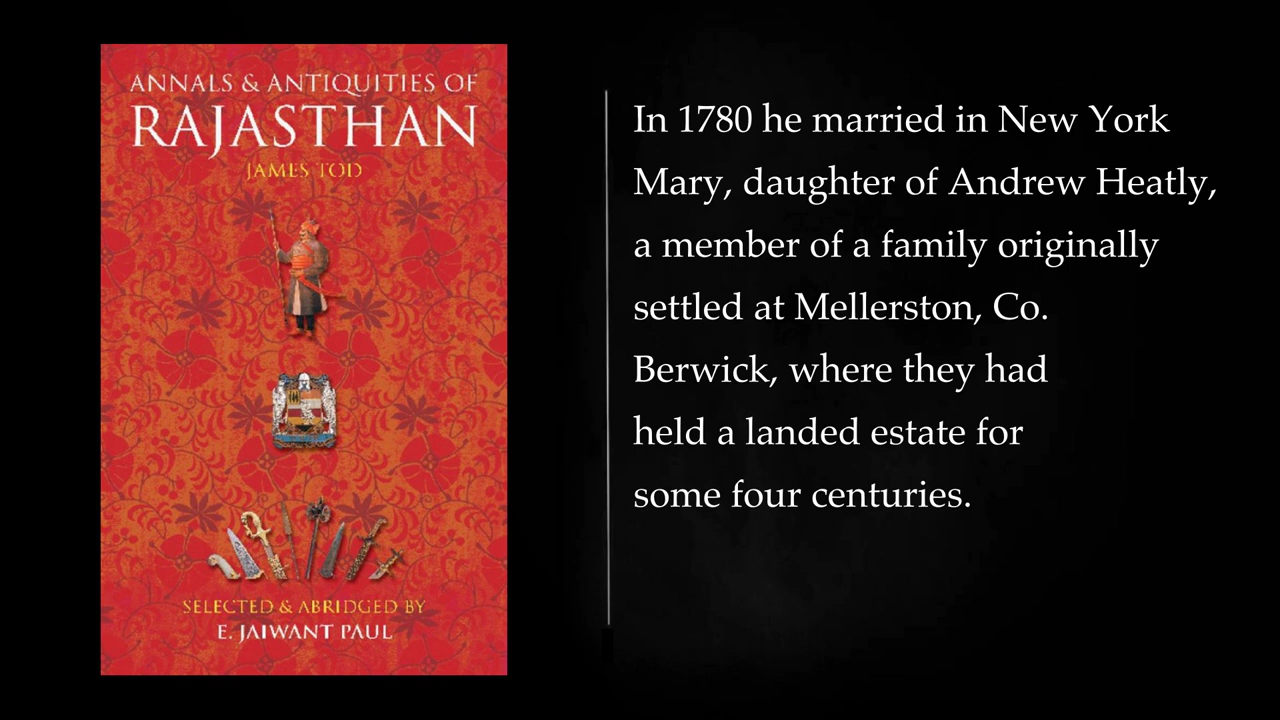 ANNALS & ANTIQUITIES OF
RAJASTHAN
JAMES TOD
SELECTED & ABRIDGED BY
E. JAIWANT PAUL
In 1780 he married in New York
Mary, daughter of Andrew Heatly,
a member of a family originally
settled at Mellerston, Co.
Berwick, where they had
held a landed estate for
some four centuries.